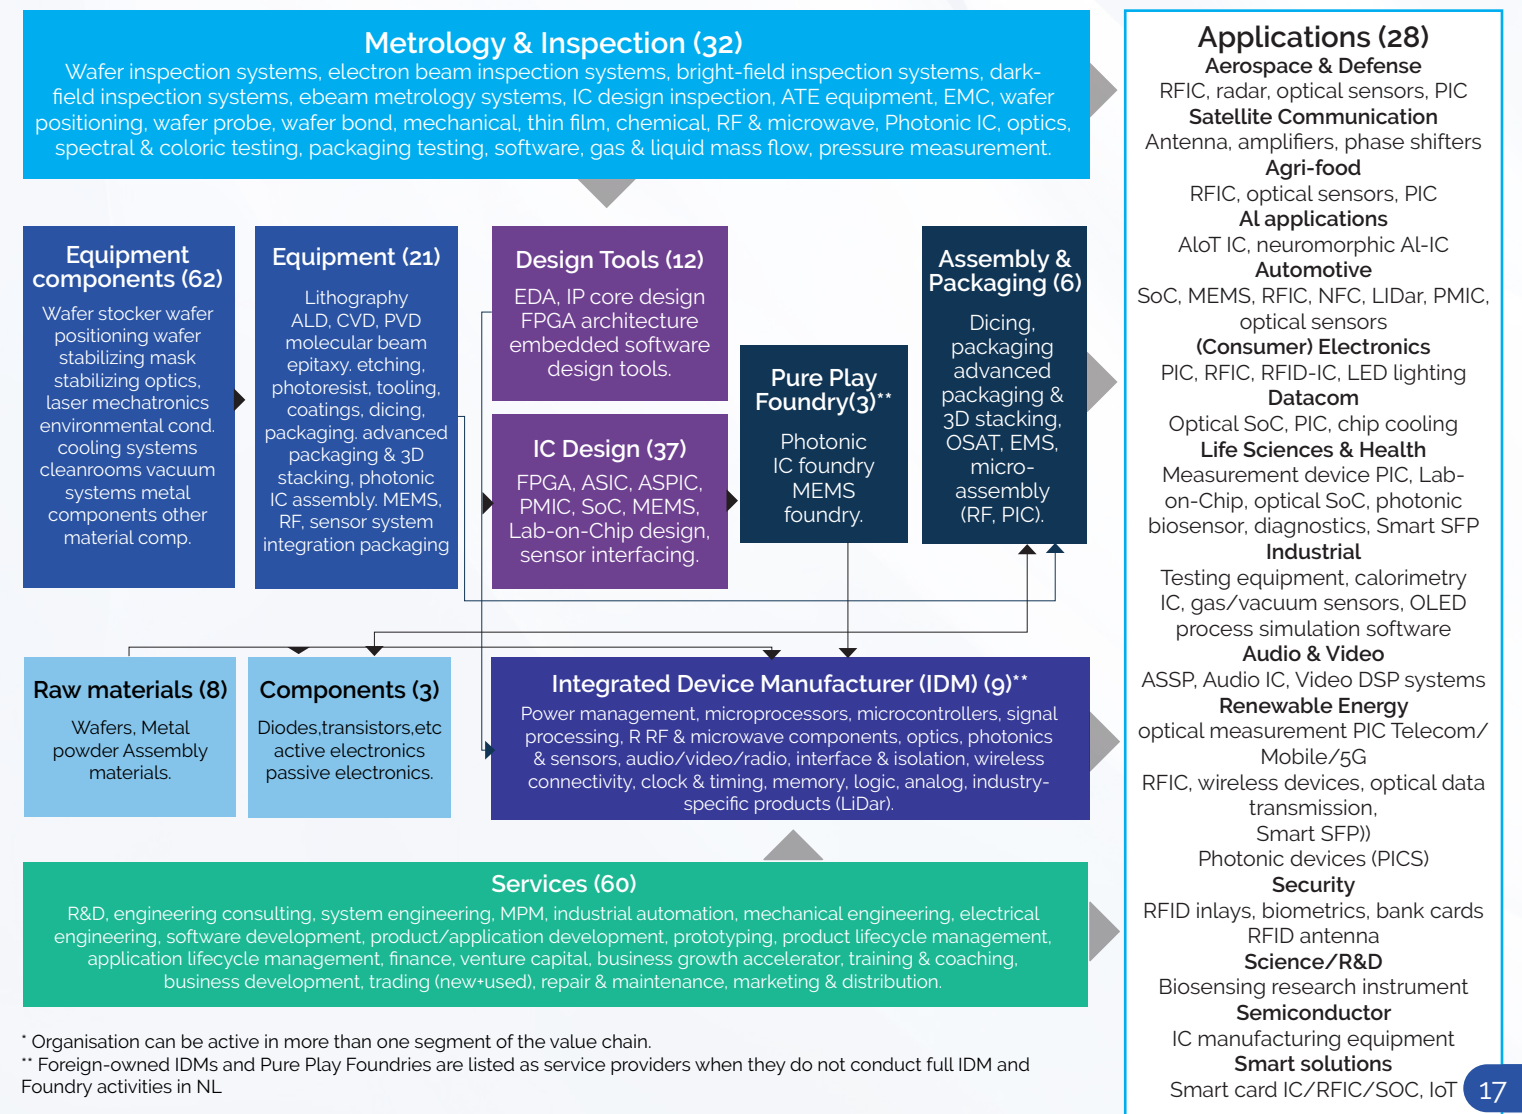 Metrology & Inspection (32)
Wafer inspection systems, electron beam inspection systems, bright-field inspection systems, dark-
field inspection systems, ebeam metrology systems, IC design inspection, ATE equipment, EMC, wafer
positioning, wafer probe, wafer bond, mechanical, thin film, chemical, RF & microwave, Photonic IC, optics,
spectral & coloric testing, packaging testing, software, gas & liquid mass flow, pressure measurement.
Equipment
components (62)
Wafer stocker wafer
positioning wafer
stabilizing mask
stabilizing optics,
laser mechatronics
environmental cond.
cooling systems
cleanrooms vacuum
systems metal
components other
material comp.
Equipment (21)
Lithography
ALD, CVD, PVD
molecular beam
epitaxy. etching,
photoresist, tooling,
coatings, dicing,
packaging. advanced
packaging & 3D
stacking, photonic
IC assembly. MEMS,
RF, sensor system
integration packaging
Design Tools (12)
EDA, IP core design
FPGA architecture
embedded software
design tools.
IC Design (37)
FPGA, ASIC, ASPIC,
PMIC, SoC, MEMS,
Lab-on-Chip design,
sensor interfacing.
Pure Play
Foundry(3)**
Photonic
IC foundry
MEMS
foundry.
Assembly &
Packaging (6)
Dicing,
packaging
advanced
packaging &
3D stacking,
OSAT, EMS,
micro-
assembly
(RF, PIC).
Raw materials (8)
Wafers, Metal
powder Assembly
materials.
Components (3)
Diodes,transistors,etc
active electronics
passive electronics.
Integrated Device Manufacturer (IDM) (9)**
Power management, microprocessors, microcontrollers, signal
processing, R RF & microwave components, optics, photonics
& sensors, audio/video/radio, interface & isolation, wireless
connectivity, clock & timing, memory, logic, analog, industry-
specific products (LiDar).
Services (60)
R&D, engineering consulting, system engineering, MPM, industrial automation, mechanical engineering, electrical
engineering, software development, product/application development, prototyping, product lifecycle management,
application lifecycle management, finance, venture capital, business growth accelerator, training & coaching,
business development, trading (new+used), repair & maintenance, marketing & distribution.
* Organisation can be active in more than one segment of the value chain.
** Foreign-owned IDMs and Pure Play Foundries are listed as service providers when they do not conduct full IDM and
Foundry activities in NL
Applications (28)
Aerospace & Defense
RFIC, radar, optical sensors, PIC
Satellite Communication
Antenna, amplifiers, phase shifters
Agri-food
RFIC, optical sensors, PIC
Al applications
AloT IC, neuromorphic Al-IC
Automotive
SoC, MEMS, RFIC, NFC, LIDar, PMIC,
optical sensors
(Consumer) Electronics
PIC, RFIC, RFID-IC, LED lighting
Datacom
Optical SoC, PIC, chip cooling
Life Sciences & Health
Measurement device PIC, Lab-
on-Chip, optical SoC, photonic
biosensor, diagnostics, Smart SFP
Industrial
Testing equipment, calorimetry
IC, gas/vacuum sensors, OLED
process simulation software
Audio & Video
ASSP, Audio IC, Video DSP systems
Renewable Energy
optical measurement PIC Telecom/
Mobile/5G
RFIC, wireless devices, optical data
transmission,
Smart SFP))
Photonic devices (PICS)
Security
RFID inlays, biometrics, bank cards
RFID antenna
Science/R&D
Biosensing research instrument
Semiconductor
IC manufacturing equipment
Smart solutions
Smart card IC/RFIC/SOC, IoT
17